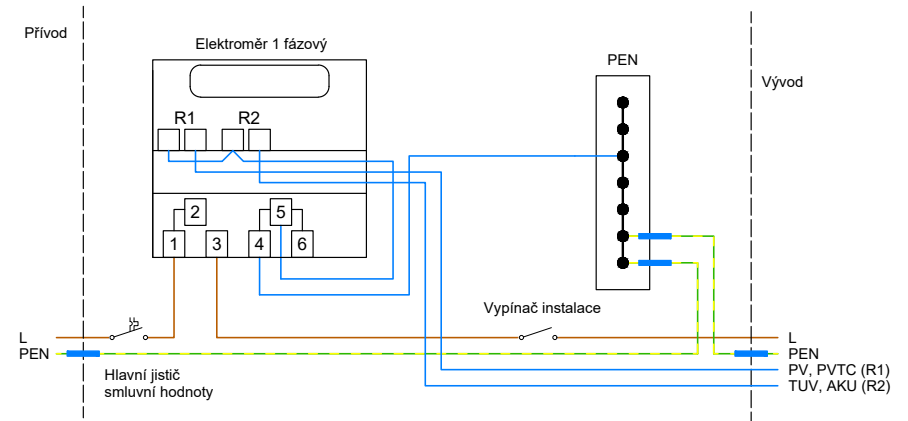 Přívod
Elektroměr 1 fázový
PEN
Vývod
R1 R2
2 5
1 3 4 6
Vypínač instalace
L
PEN
Hlavní jistič
smluvní hodnoty
L
PEN
PV, PVTC (R1)
TUV, AKU (R2)